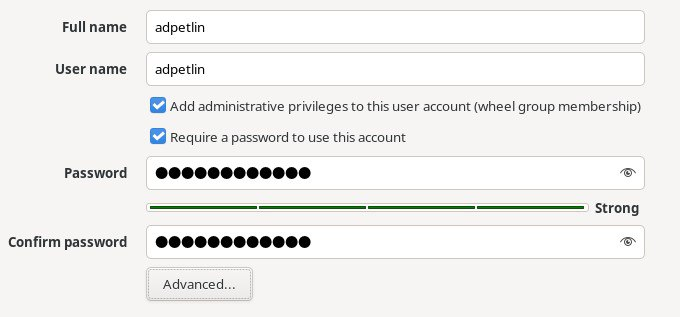 Full name adpetlin
User name adpetlin
Add administrative privileges to this user account (wheel group membership)
Require a password to use this account
Password ●●●●●●●●●●●●
Strong
Confirm password ●●●●●●●●●●●●
Advanced...